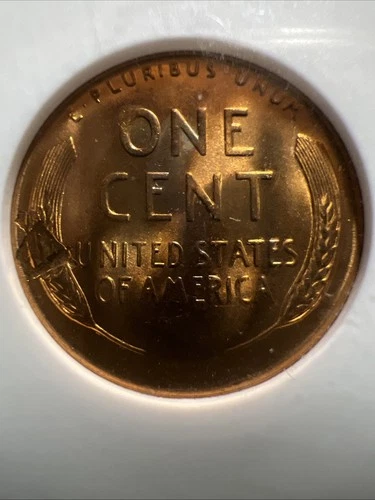 E·PLURIBUS·UNUM
ONE
CENT
UNITED STATES
OF AMERICA